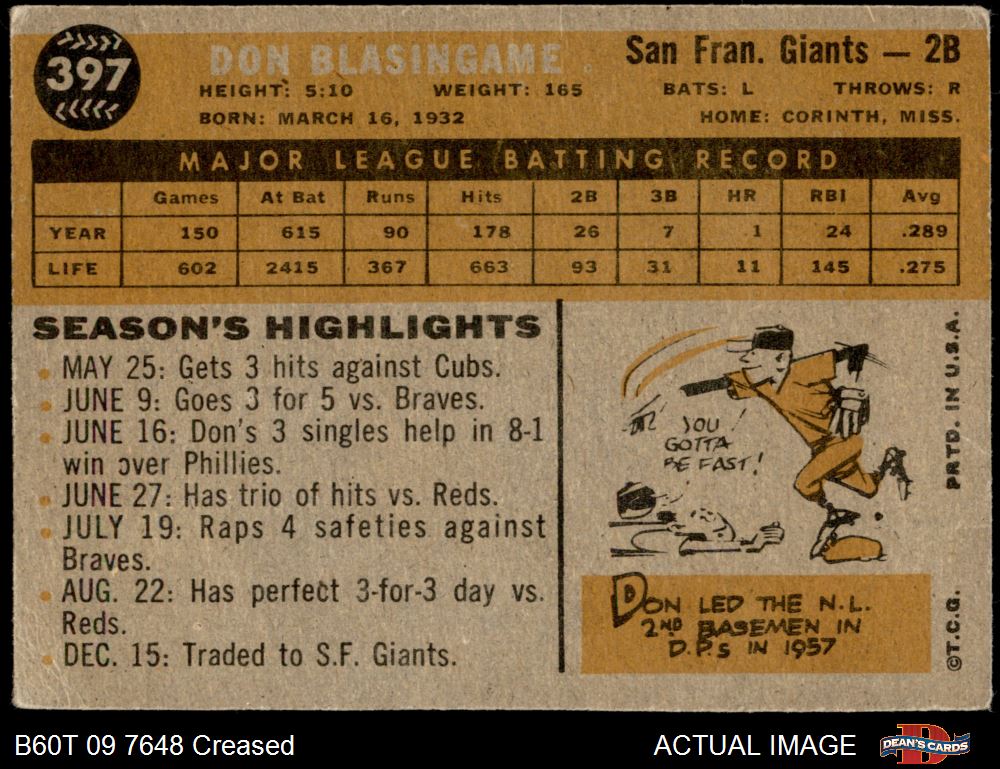 397
DON BLASINGAME
San Fran. Giants — 2B
HEIGHT: 5:10 WEIGHT: 165 BATS: L THROWS: R
BORN: MARCH 16, 1932 HOME: CORINTH, MISS.
MAJOR LEAGUE BATTING RECORD
Games At Bat Runs Hits 2B 3B HR RBI Avg
YEAR 150 615 90 178 26 7 1 24 .289
LIFE 602 2415 367 663 93 31 11 145 .275
SEASON'S HIGHLIGHTS
MAY 25: Gets 3 hits against Cubs.
JUNE 9: Goes 3 for 5 vs. Braves.
JUNE 16: Don's 3 singles help in 8-1
win over Phillies.
JUNE 27: Has trio of hits vs. Reds.
JULY 19: Raps 4 safeties against
Braves.
AUG. 22: Has perfect 3-for-3 day vs.
Reds.
DEC. 15: Traded to S.F. Giants.
YOU
GOTTA
BE FAST!
DON LED THE N.L.
2ND BASEMEN IN
D.P.s IN 1957
PRTD. IN U.S.A.
©T.C.G.
B60T 09 7648 Creased
ACTUAL IMAGE
DEAN'S CARDS